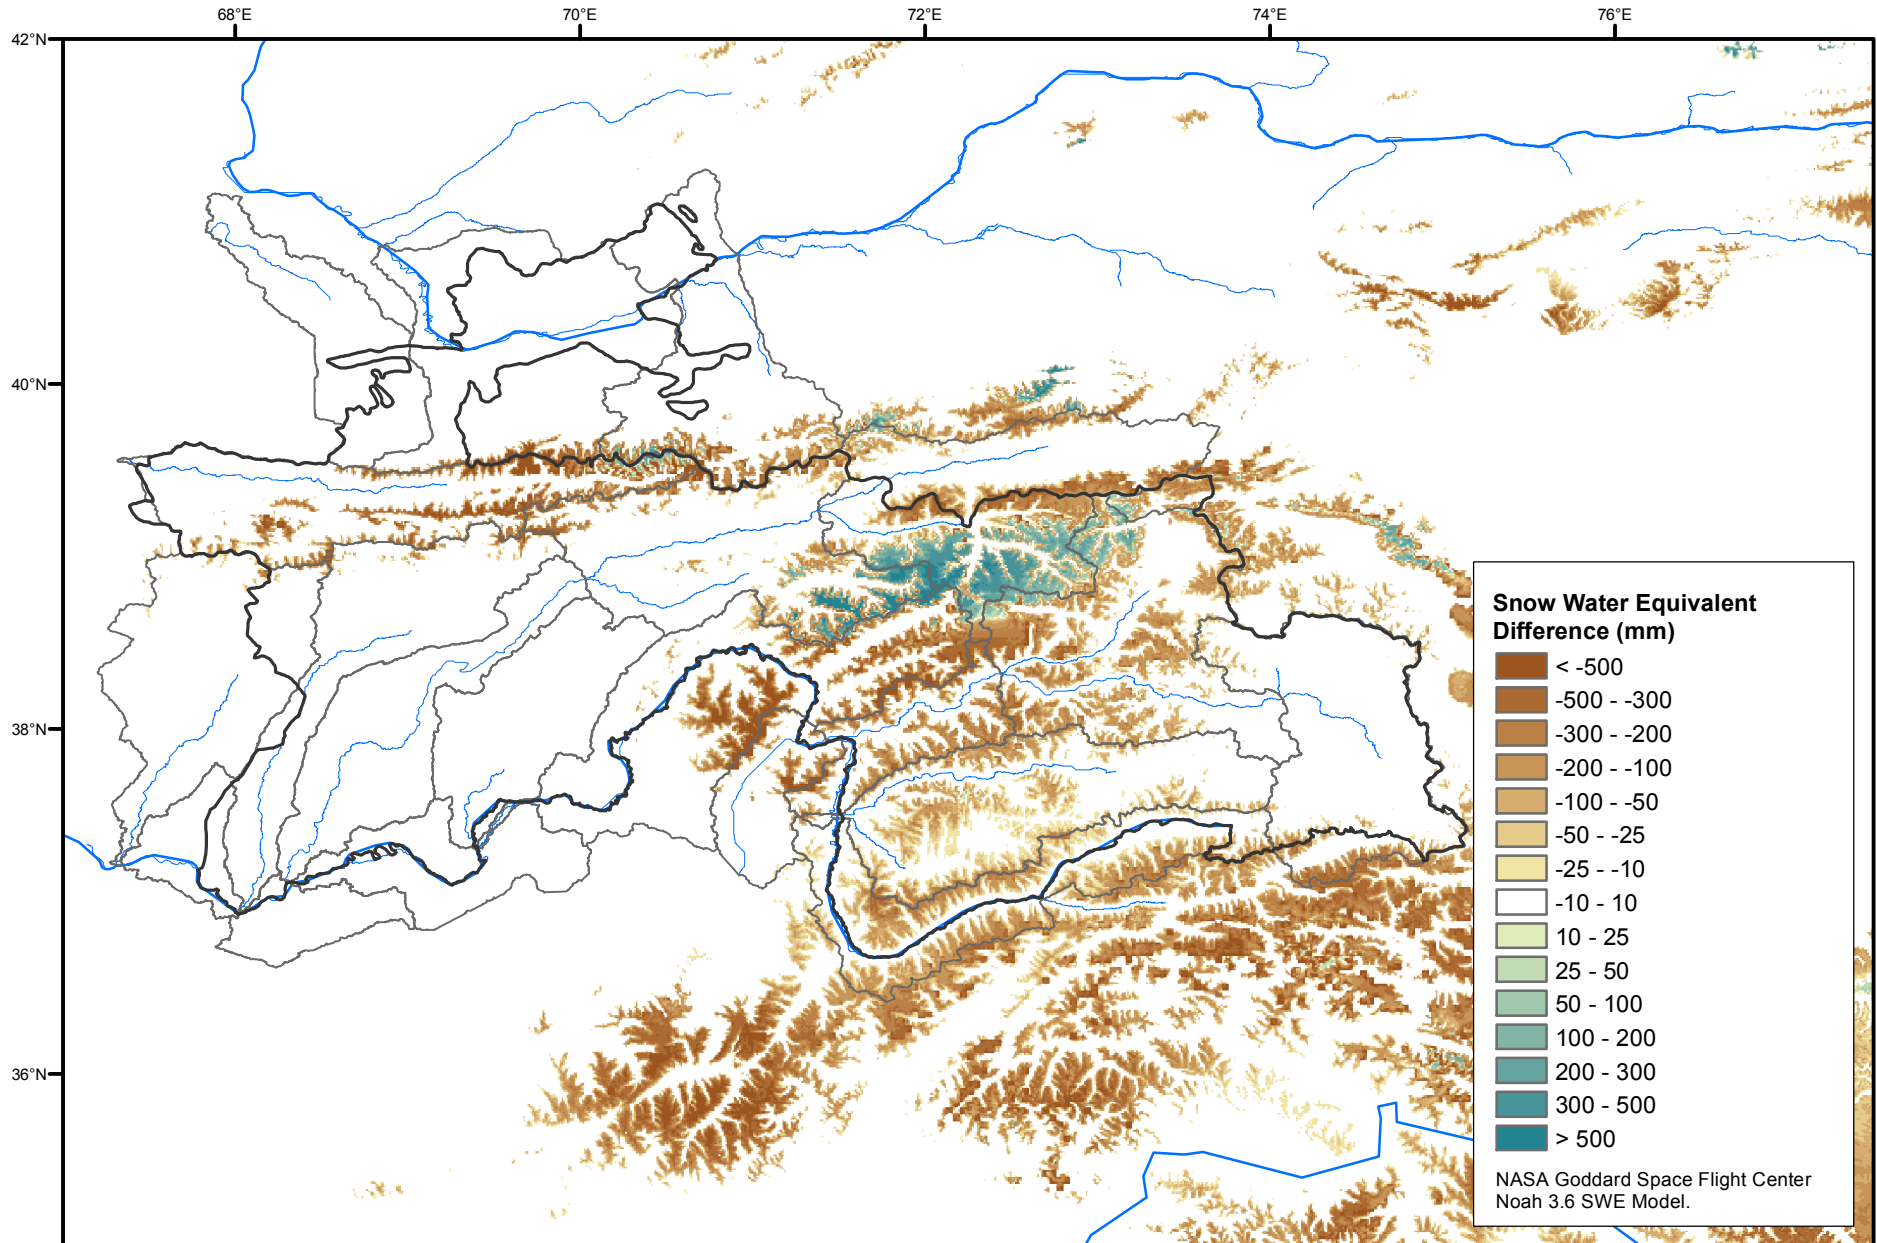 68°E
70°E
72°E
74°E
76°E
42°N
40°N
38°N
36°N
Snow Water Equivalent
Difference (mm)
< -500
-500 - -300
-300 - -200
-200 - -100
-100 - -50
-50 - -25
-25 - -10
-10 - 10
10 - 25
25 - 50
50 - 100
100 - 200
200 - 300
300 - 500
> 500
NASA Goddard Space Flight Center
Noah 3.6 SWE Model.